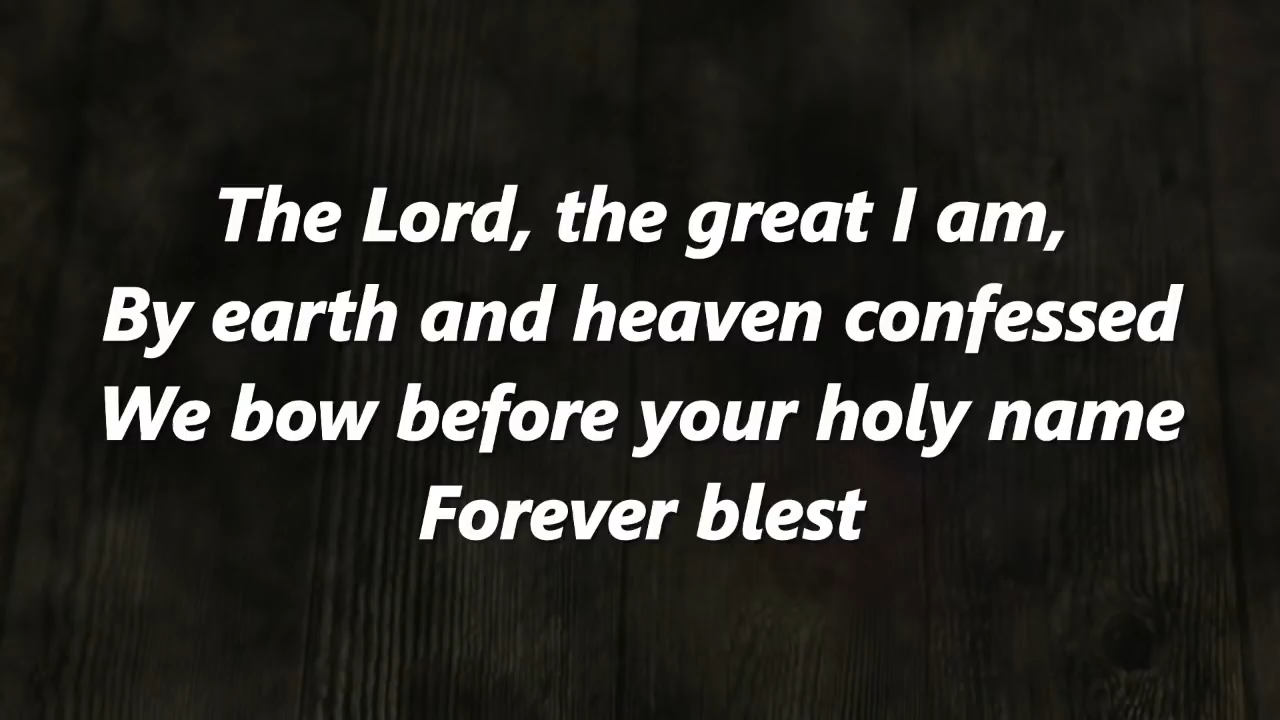 The Lord, the great I am,
By earth and heaven confessed
We bow before your holy name
Forever blest